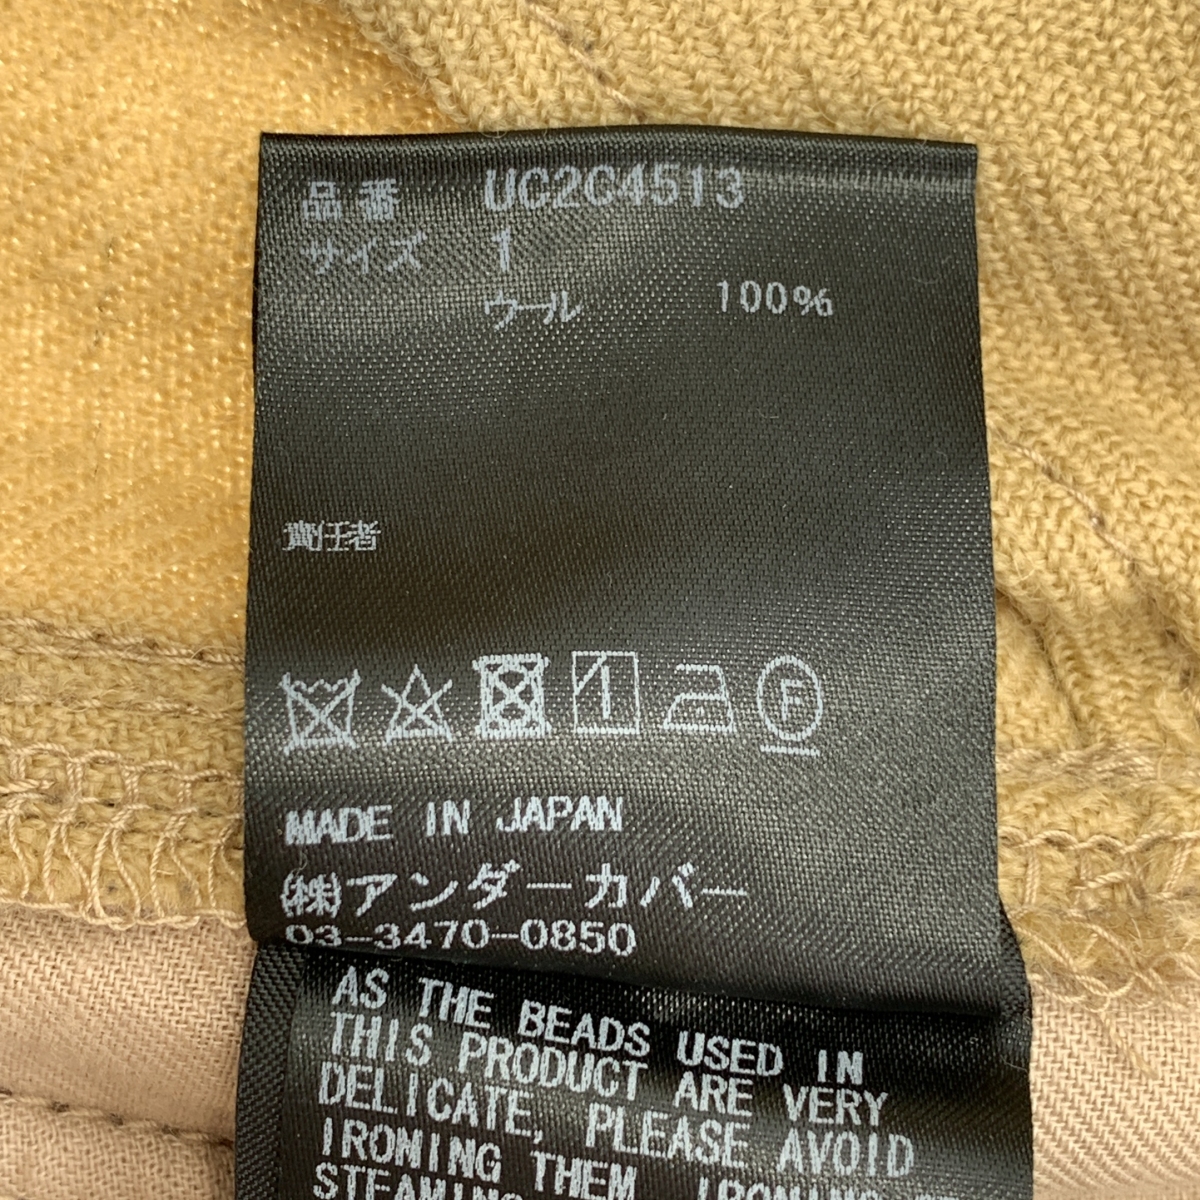 品番 UC2C4513
サイズ 1
ウール 100%
責任者
F
MADE IN JAPAN
(株)アンダーカバー
03-3470-0850
AS THE BEADS USED IN
THIS PRODUCT ARE VERY
DELICATE, PLEASE AVOID
IRONING THEM. IRONING
STEAMING